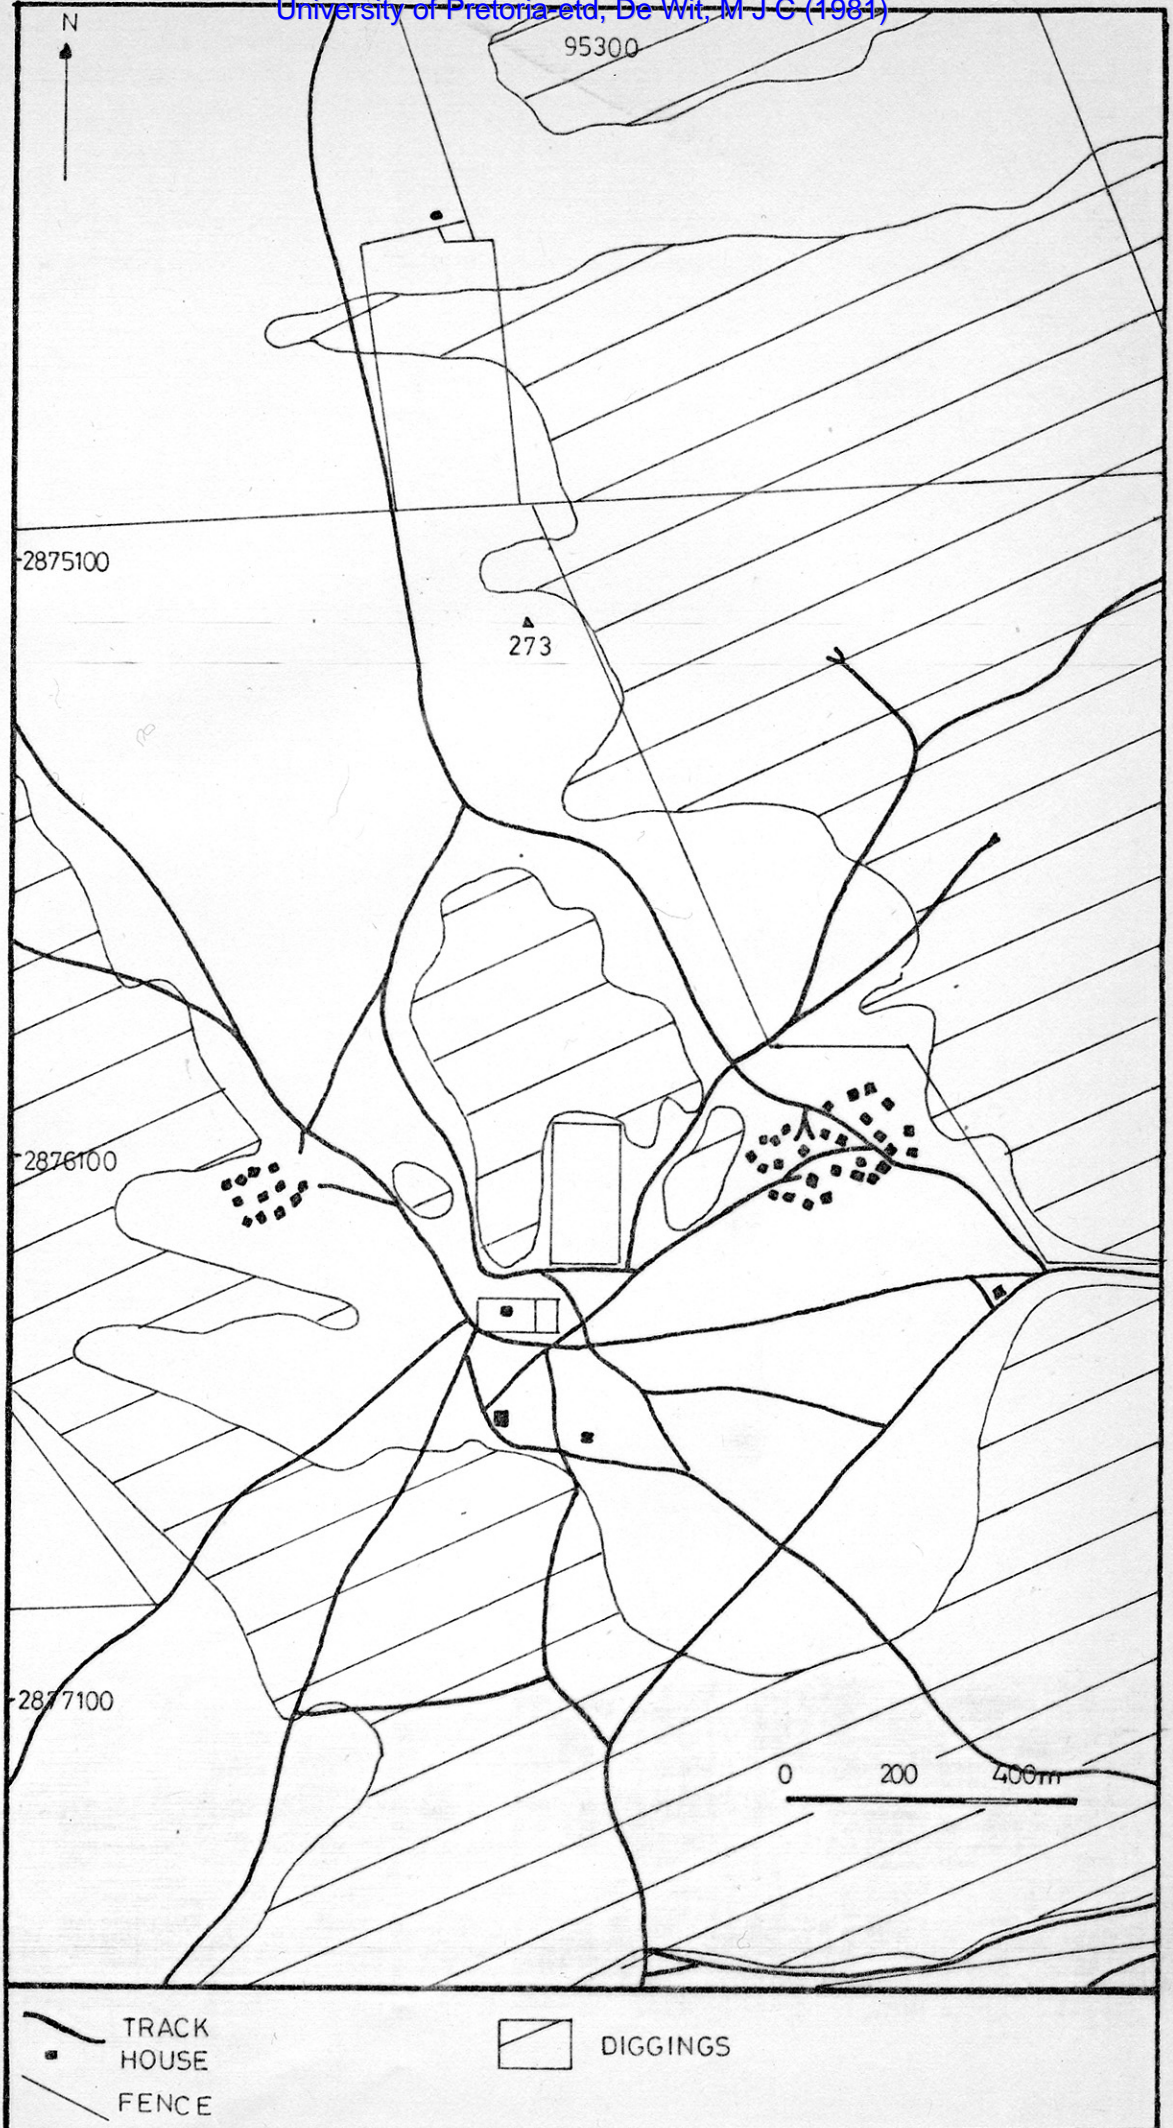 University of Pretoria etd, De Wit, M J C (1981)
N
95300
2875100
273
2876100
2877100
0 200 400m
TRACK
HOUSE
FENCE
DIGGINGS